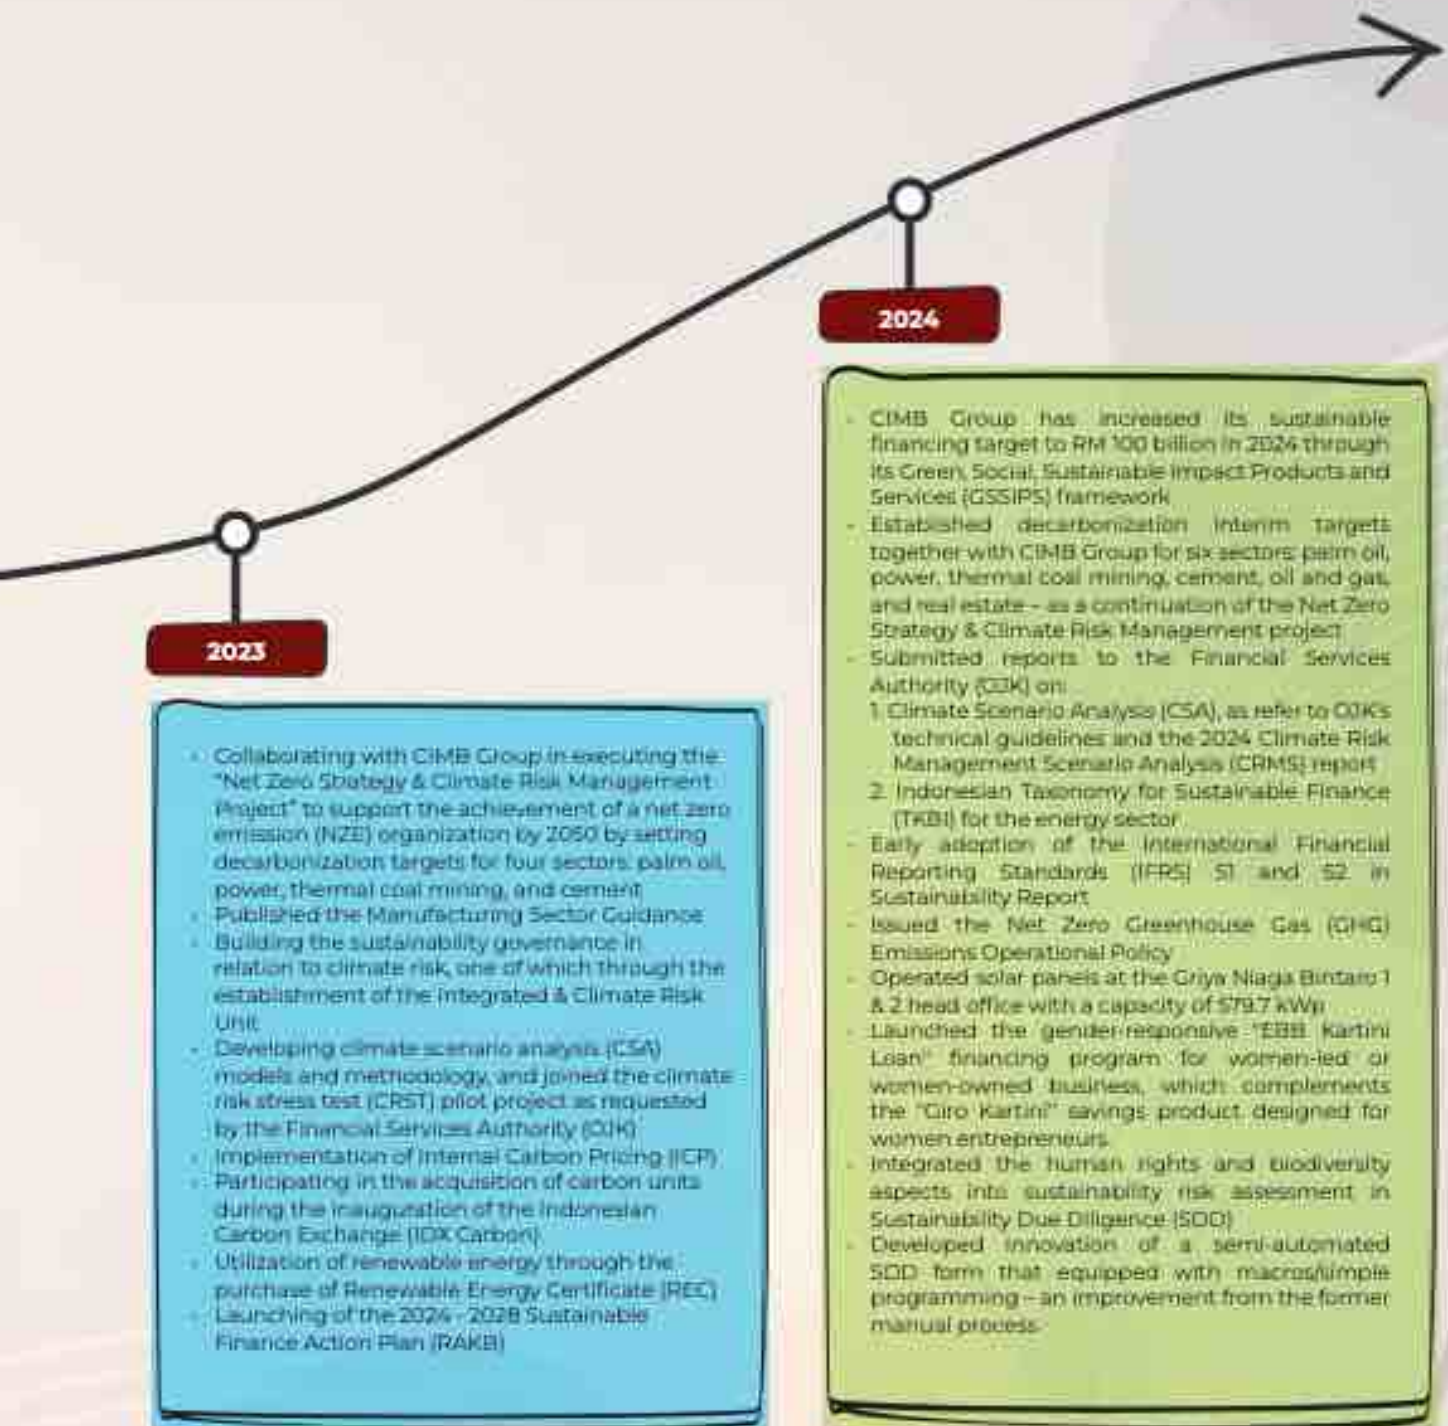 2023
- Collaborating with CIMB Group in executing the
"Net Zero Strategy & Climate Risk Management
Project" to support the achievement of a net zero
emission (NZE) organization by 2050 by setting
decarbonization targets for four sectors: palm oil,
power, thermal coal mining, and cement
- Published the Manufacturing Sector Guidance
- Building the sustainability governance in
relation to climate risk, one of which through the
establishment of the Integrated & Climate Risk
Unit
- Developing climate scenario analysis (CSA)
models and methodology, and joined the climate
risk stress test (CRST) pilot project as requested
by the Financial Services Authority (OJK)
- Implementation of Internal Carbon Pricing (ICP)
- Participating in the acquisition of carbon units
during the inauguration of the Indonesian
Carbon Exchange (IDX Carbon)
- Utilization of renewable energy through the
purchase of Renewable Energy Certificate (REC)
- Launching of the 2024 - 2028 Sustainable
Finance Action Plan (RAKB)
2024
- CIMB Group has increased its sustainable
financing target to RM 100 billion in 2024 through
its Green, Social, Sustainable Impact Products and
Services (GSSIPS) framework
- Established decarbonization interim targets
together with CIMB Group for six sectors: palm oil,
power, thermal coal mining, cement, oil and gas,
and real estate – as a continuation of the Net Zero
Strategy & Climate Risk Management project
- Submitted reports to the Financial Services
Authority (OJK) on:
1. Climate Scenario Analysis (CSA), as refer to OJK's
technical guidelines and the 2024 Climate Risk
Management Scenario Analysis (CRMS) report
2. Indonesian Taxonomy for Sustainable Finance
(TKBI) for the energy sector
- Early adoption of the International Financial
Reporting Standards (IFRS) S1 and S2 in
Sustainability Report
- Issued the Net Zero Greenhouse Gas (GHG)
Emissions Operational Policy
- Operated solar panels at the Griya Niaga Bintaro 1
& 2 head office with a capacity of 579.7 kWp
- Launched the gender-responsive "EBB Kartini
Loan" financing program for women-led or
women-owned business, which complements
the "Giro Kartini" savings product designed for
women entrepreneurs.
- Integrated the human rights and biodiversity
aspects into sustainability risk assessment in
Sustainability Due Diligence (SDD)
- Developed innovation of a semi-automated
SDD form that equipped with macros/simple
programming – an improvement from the former
manual process.